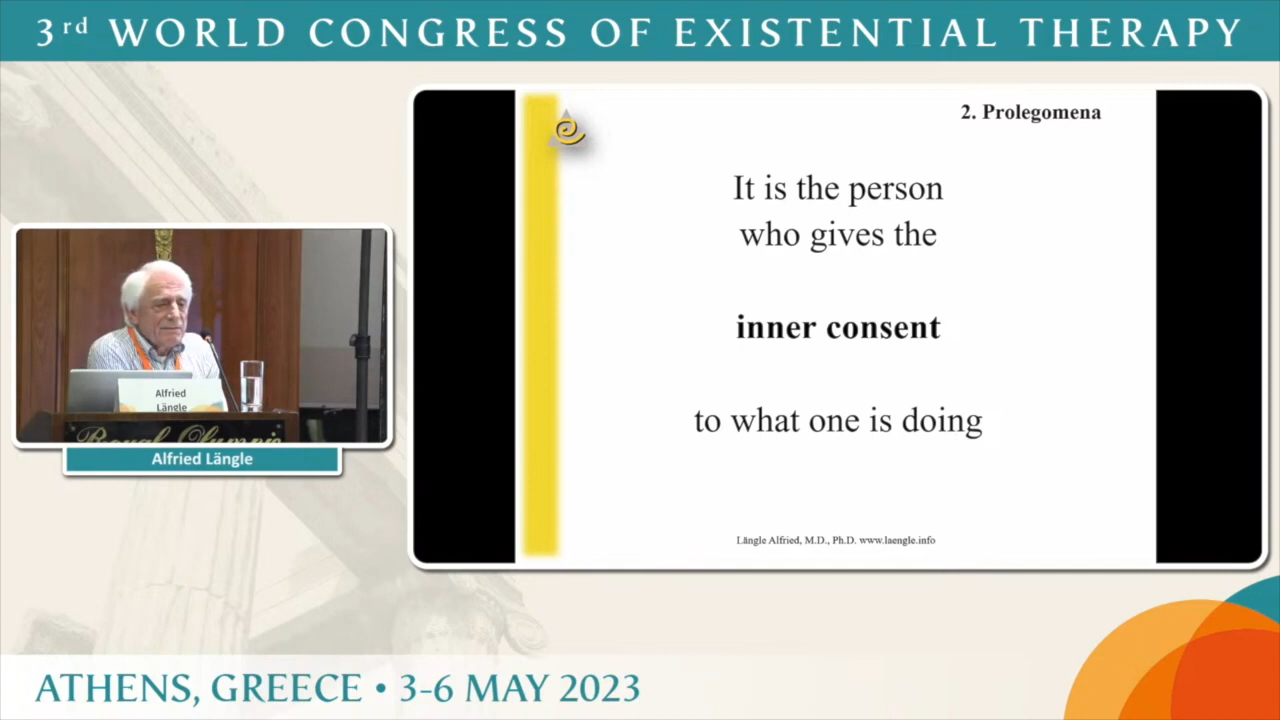 3rd WORLD CONGRESS OF EXISTENTIAL THERAPY
2. Prolegomena
It is the person
who gives the
inner consent
to what one is doing
Längle Alfried, M.D., Ph.D. www.laengle.info
Alfried
Längle
Royal Olympic
Alfried Längle
ATHENS, GREECE • 3-6 MAY 2023